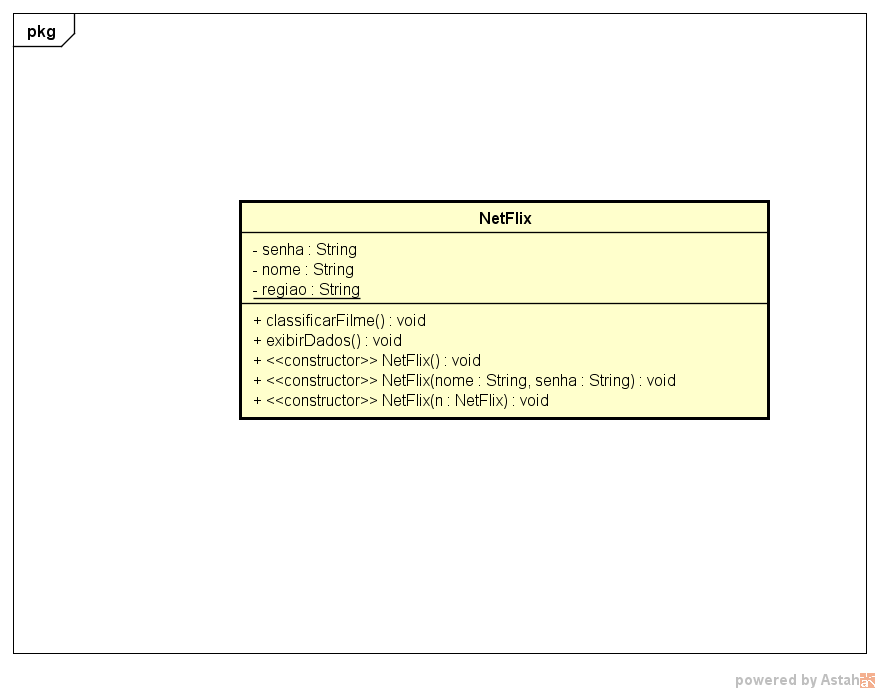 pkg
NetFlix
- senha : String
- nome : String
- regiao : String
+ classificarFilme() : void
+ exibirDados() : void
+ <<constructor>> NetFlix() : void
+ <<constructor>> NetFlix(nome : String, senha : String) : void
+ <<constructor>> NetFlix(n : NetFlix) : void
powered by Astah